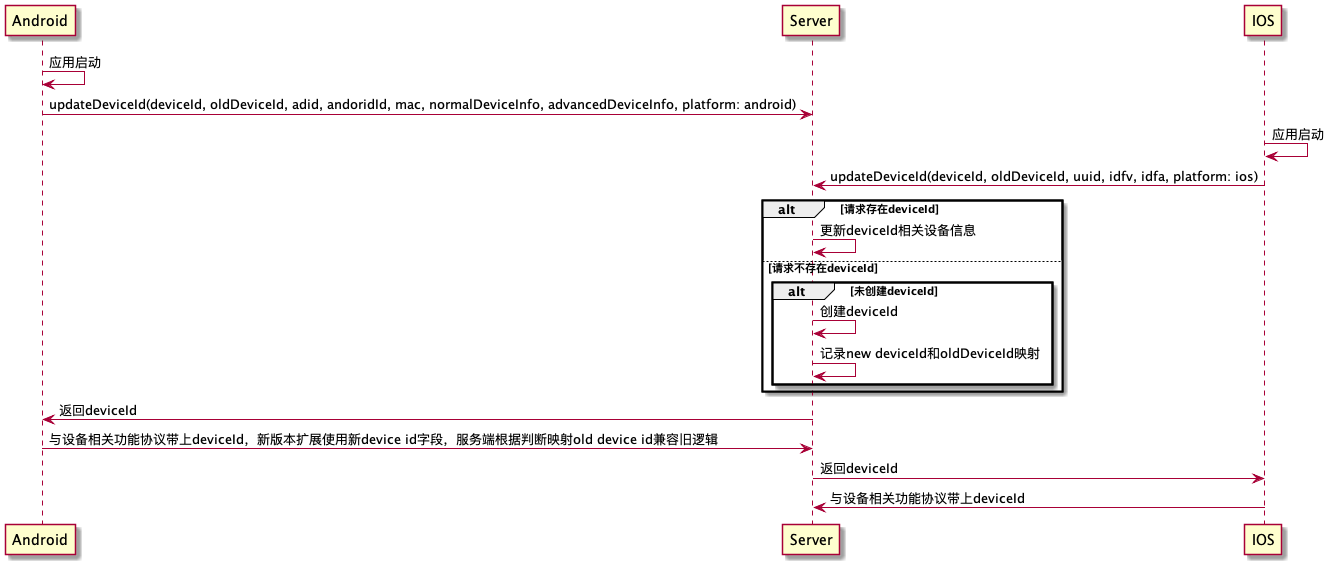 Android
Server
IOS
应用启动
updateDeviceId(deviceId, oldDeviceId, adid, andoridId, mac, normalDeviceInfo, advancedDeviceInfo, platform: android)
应用启动
updateDeviceId(deviceId, oldDeviceId, uuid, idfv, idfa, platform: ios)
alt
[请求存在deviceId]
更新deviceId相关设备信息
[请求不存在deviceId]
alt
[未创建deviceId]
创建deviceId
记录new deviceId和oldDeviceId映射
返回deviceId
与设备相关功能协议带上deviceId，新版本扩展使用新device id字段，服务端根据判断映射old device id兼容旧逻辑
返回deviceId
与设备相关功能协议带上deviceId
Android
Server
IOS